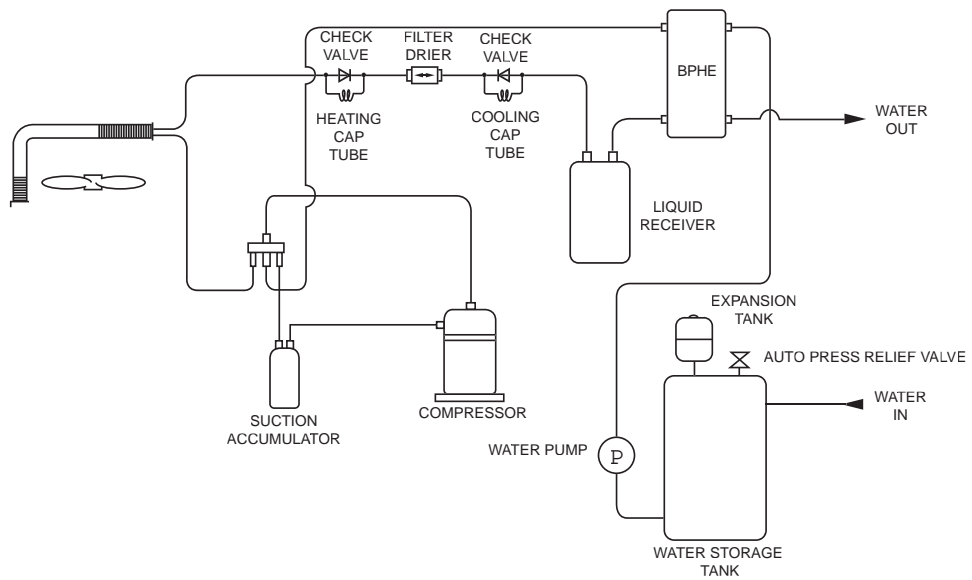 CHECK
VALVE
FILTER
DRIER
CHECK
VALVE
BPHE
HEATING
CAP
TUBE
COOLING
CAP
TUBE
WATER
OUT
LIQUID
RECEIVER
EXPANSION
TANK
AUTO PRESS RELIEF VALVE
WATER
IN
SUCTION
ACCUMULATOR
COMPRESSOR
WATER PUMP
P
WATER STORAGE
TANK